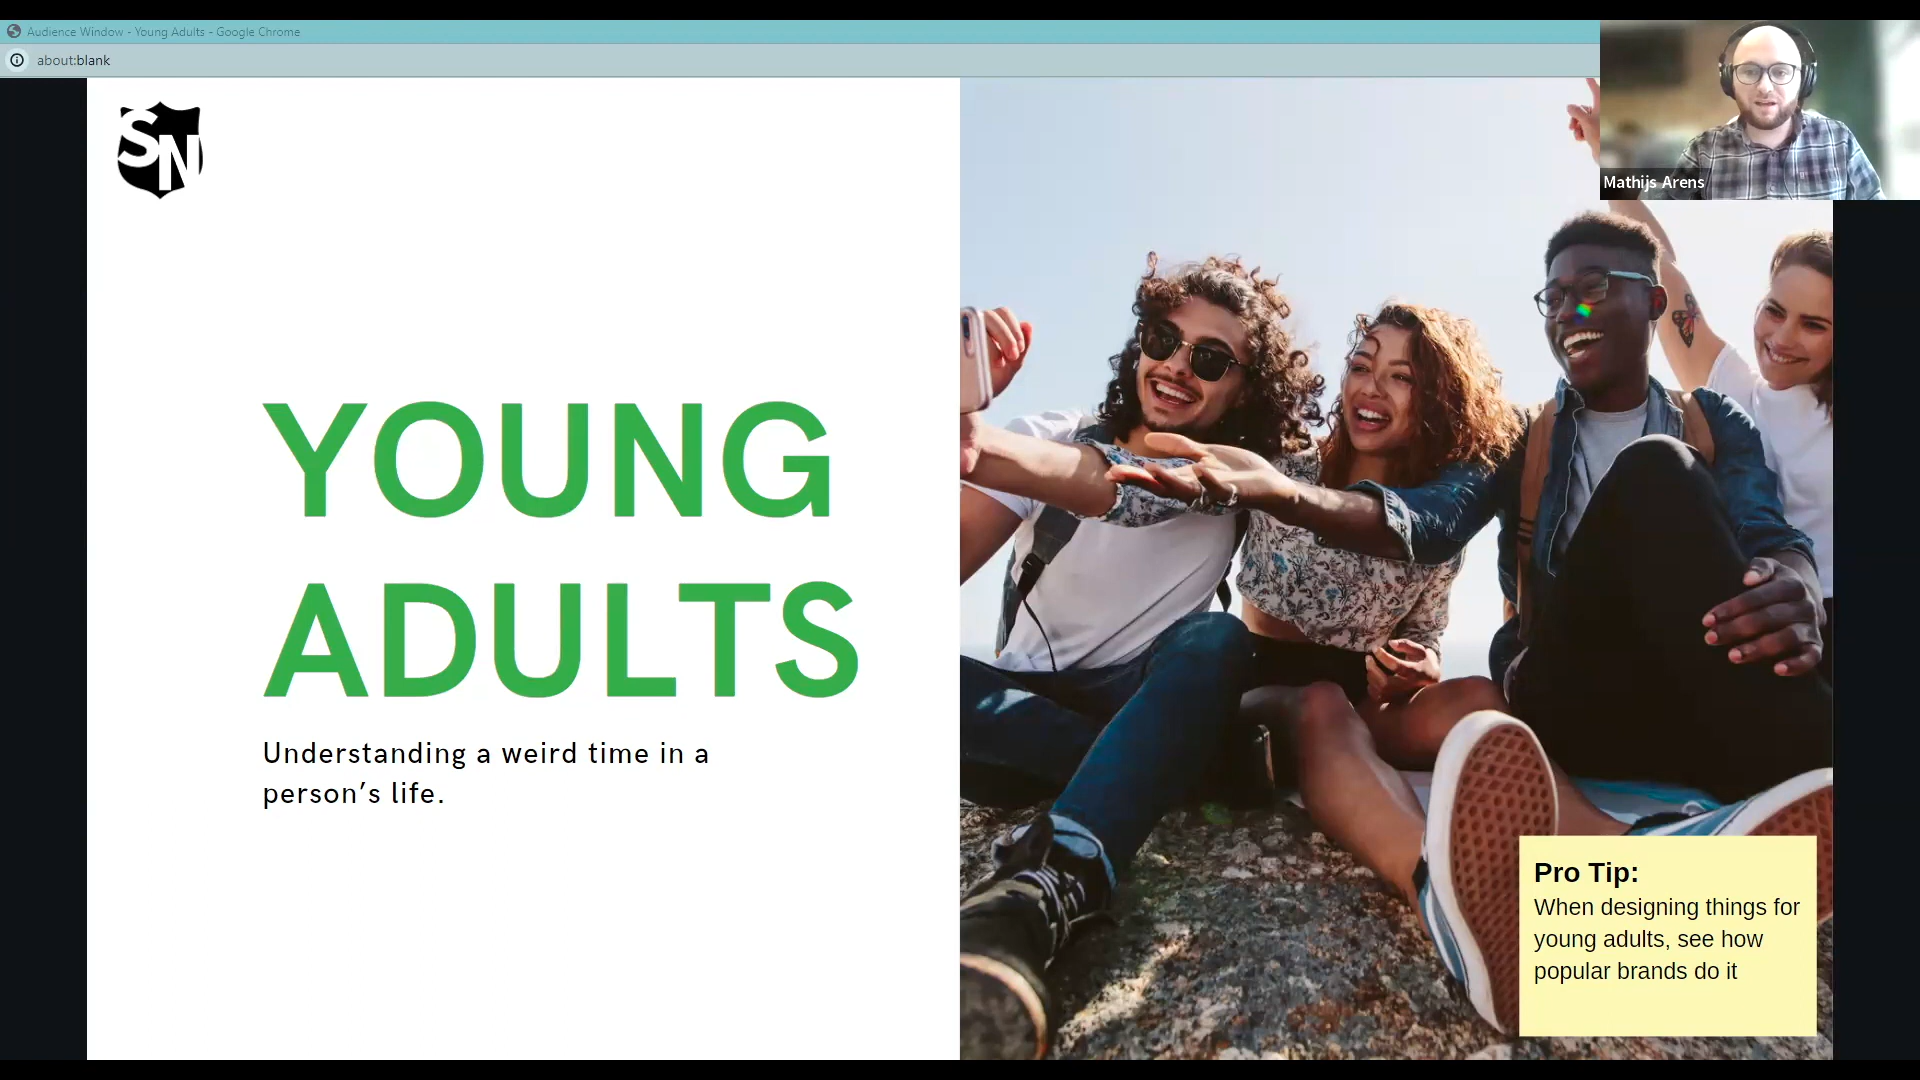 Audience Window - Young Adults - Google Chrome
about:blank
Mathijs Arens
SN
YOUNG
ADULTS
Understanding a weird time in a
person’s life.
Pro Tip:
When designing things for
young adults, see how
popular brands do it